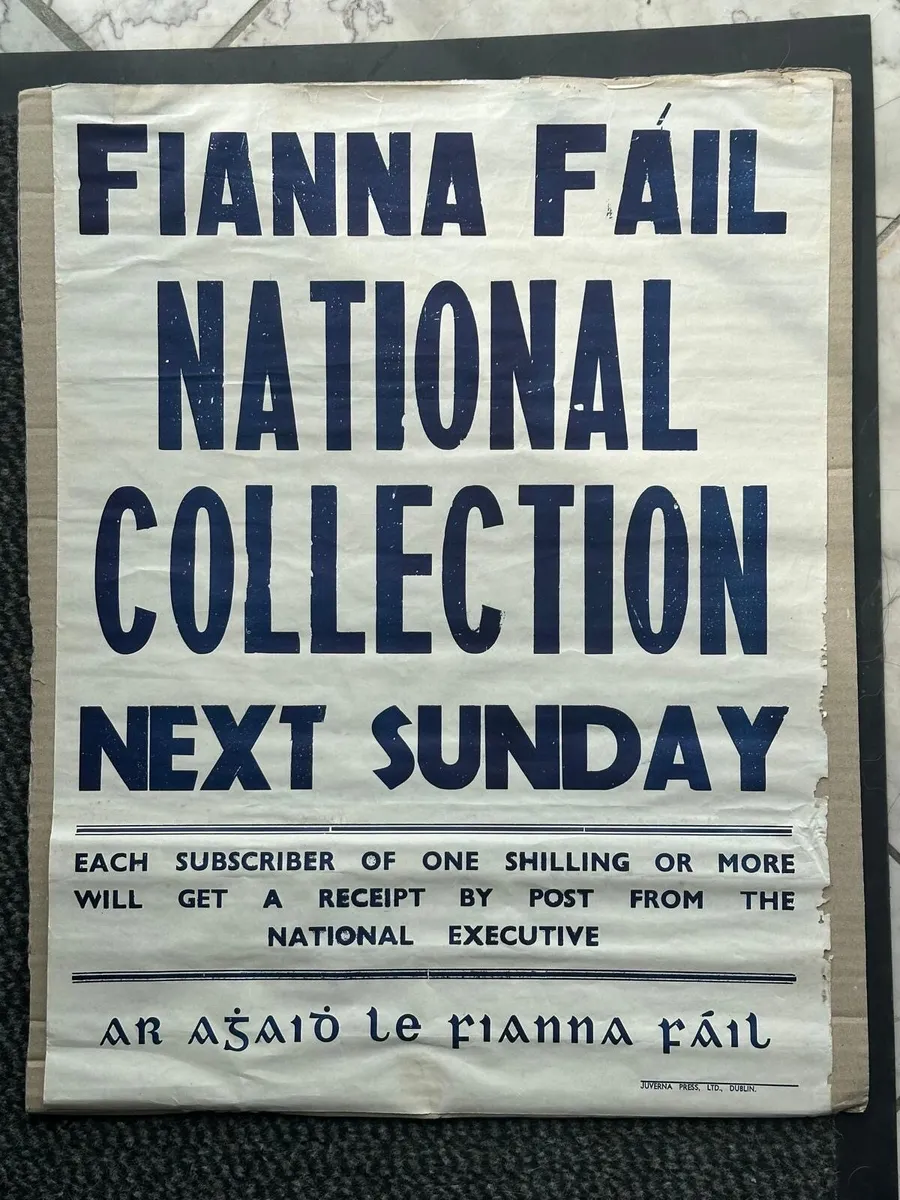 FIANNA FÁIL
NATIONAL
COLLECTION
NEXT SUNDAY
EACH SUBSCRIBER OF ONE SHILLING OR MORE
WILL GET A RECEIPT BY POST FROM THE
NATIONAL EXECUTIVE
ar aġaiḋ le fianna fáil
JUVERNA PRESS, LTD., DUBLIN.